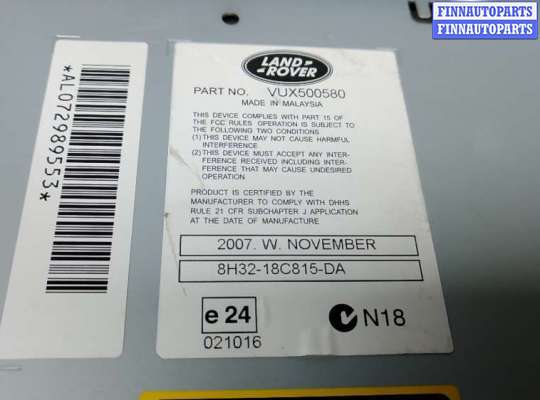 FINNAUTOPARTS
FINNAUTOPARTS
*AL07298955З*
LAND-
-ROVER
PART NO. VUX500580
MADE IN MALAYSIA
THIS DEVICE COMPLIES WITH PART 15 OF
THE FCC RULES OPERATION IS SUBJECT TO
THE FOLLOWING TWO CONDITIONS
(1) THIS DEVICE MAY NOT CAUSE HARMFUL
INTERFERENCE.
(2) THIS DEVICE MUST ACCEPT ANY INTER-
FERENCE RECEIVED INCLUDING INTER-
FERENCE THAT MAY CAUSE UNDESIRED
OPERATION
PRODUCT IS CERTIFIED BY THE
MANUFACTURER TO COMPLY WITH DHHS
RULE 21 CFR SUBCHAPTER J APPLICATION
AT THE DATE OF MANUFACTURE
2007. W. NOVEMBER
8H32-18C815-DA
e 24
021016
N18